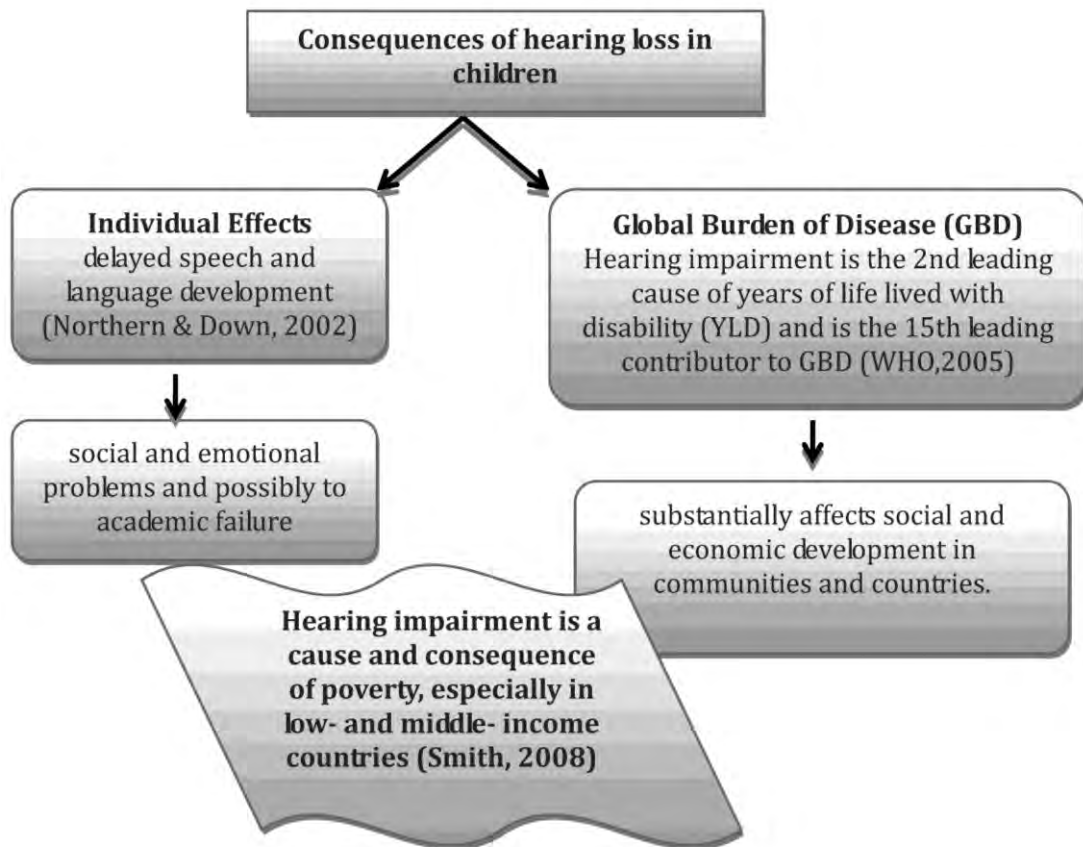 Consequences of hearing loss in
children
Individual Effects
delayed speech and
language development
(Northern & Down, 2002)
Global Burden of Disease (GBD)
Hearing impairment is the 2nd leading
cause of years of life lived with
disability (YLD) and is the 15th leading
contributor to GBD (WHO,2005)
social and emotional
problems and possibly to
academic failure
substantially affects social and
economic development in
communities and countries.
Hearing impairment is a
cause and consequence
of poverty, especially in
low- and middle- income
countries (Smith, 2008)